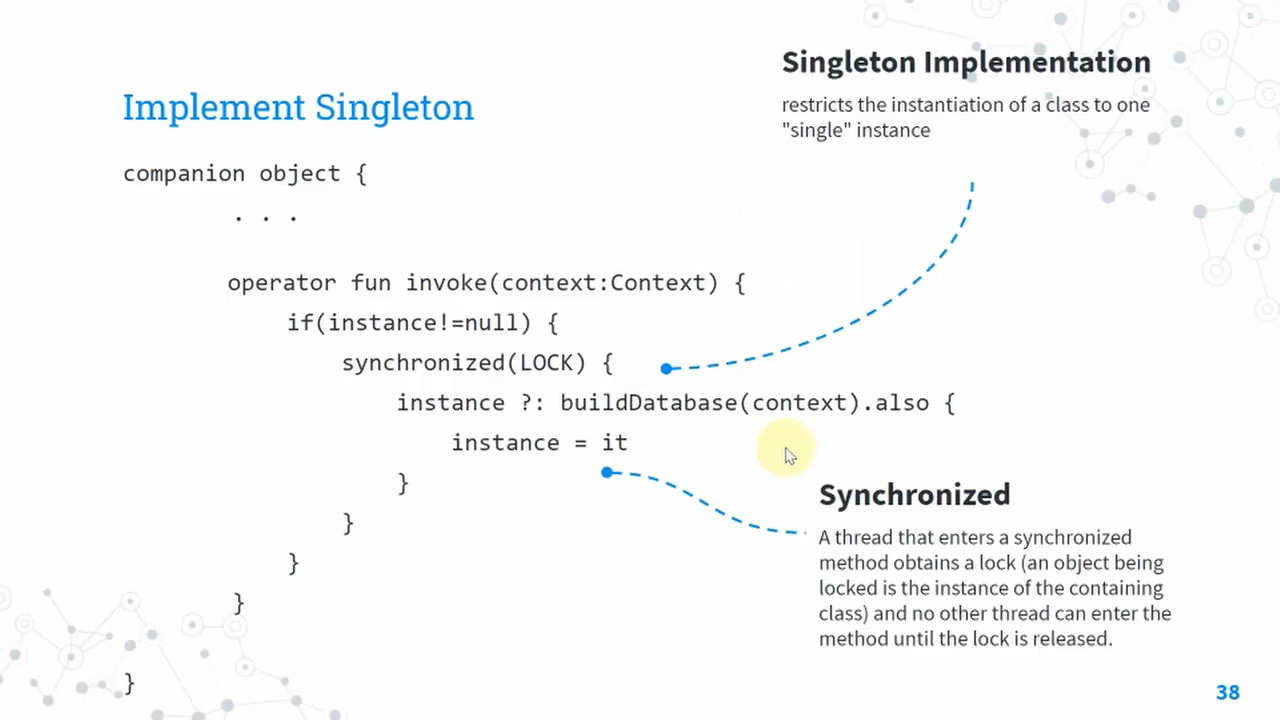 Implement Singleton
companion object {
. . .
operator fun invoke(context:Context) {
if(instance!=null) {
synchronized(LOCK) {
instance ?: buildDatabase(context).also {
instance = it
}
}
}
}
}
Singleton Implementation
restricts the instantiation of a class to one
"single" instance
Synchronized
A thread that enters a synchronized
method obtains a lock (an object being
locked is the instance of the containing
class) and no other thread can enter the
method until the lock is released.
38